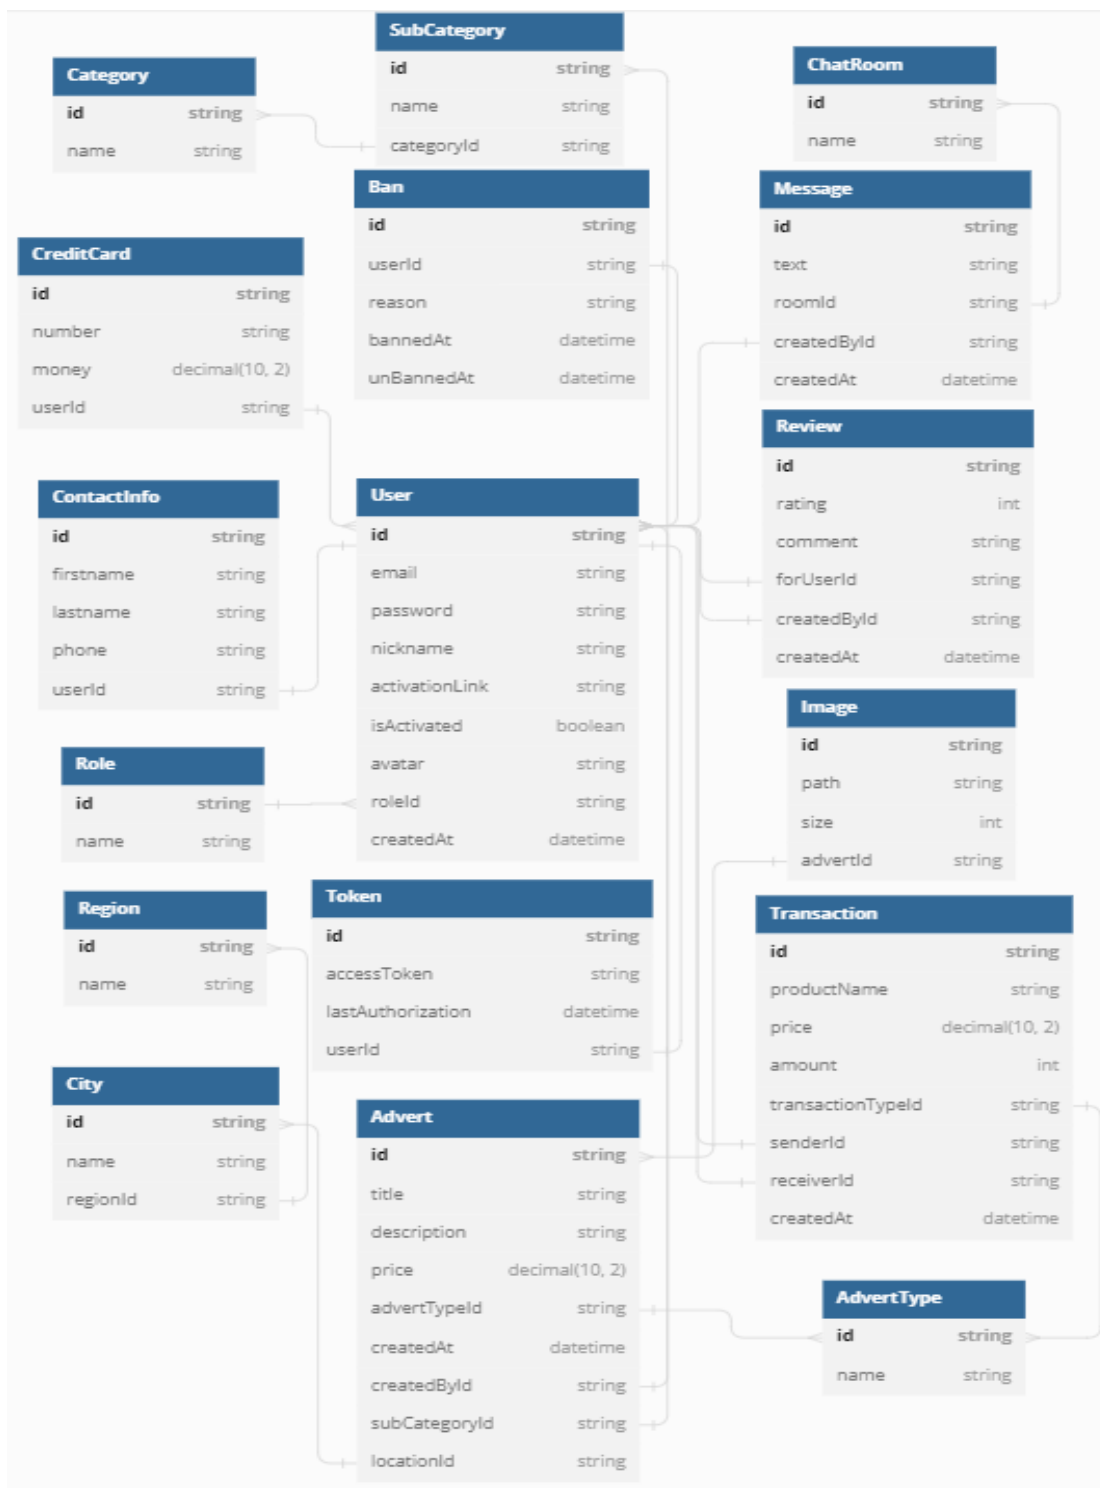 SubCategory
id string
name string
categoryId string
Category
id string
name string
ChatRoom
id string
name string
Ban
id string
userId string
reason string
bannedAt datetime
unBannedAt datetime
Message
id string
text string
roomId string
createdById string
createdAt datetime
CreditCard
id string
number string
money decimal(10, 2)
userId string
Review
id string
rating int
comment string
forUserId string
createdById string
createdAt datetime
ContactInfo
id string
firstname string
lastname string
phone string
userId string
User
id string
email string
password string
nickname string
activationLink string
isActivated boolean
avatar string
roleId string
createdAt datetime
Image
id string
path string
size int
advertId string
Role
id string
name string
Region
id string
name string
Token
id string
accessToken string
lastAuthorization datetime
userId string
Transaction
id string
productName string
price decimal(10, 2)
amount int
transactionTypeId string
senderId string
receiverId string
createdAt datetime
City
id string
name string
regionId string
Advert
id string
title string
description string
price decimal(10, 2)
advertTypeId string
createdAt datetime
createdById string
subCategoryId string
locationId string
AdvertType
id string
name string